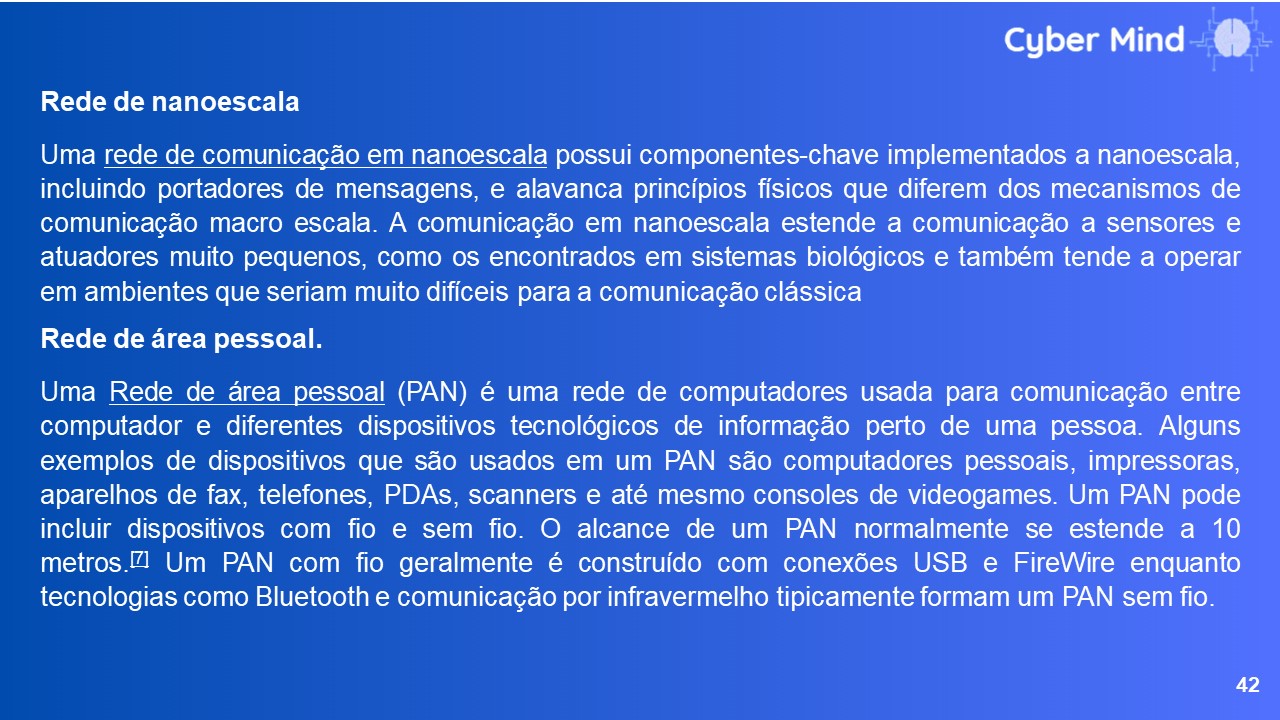 Cyber Mind
Rede de nanoescala
Uma rede de comunicação em nanoescala possui componentes-chave implementados a nanoescala,
incluindo portadores de mensagens, e alavanca princípios físicos que diferem dos mecanismos de
comunicação macro escala. A comunicação em nanoescala estende a comunicação a sensores e
atuadores muito pequenos, como os encontrados em sistemas biológicos e também tende a operar
em ambientes que seriam muito difíceis para a comunicação clássica
Rede de área pessoal.
Uma Rede de área pessoal (PAN) é uma rede de computadores usada para comunicação entre
computador e diferentes dispositivos tecnológicos de informação perto de uma pessoa. Alguns
exemplos de dispositivos que são usados em um PAN são computadores pessoais, impressoras,
aparelhos de fax, telefones, PDAs, scanners e até mesmo consoles de videogames. Um PAN pode
incluir dispositivos com fio e sem fio. O alcance de um PAN normalmente se estende a 10
metros.[7] Um PAN com fio geralmente é construído com conexões USB e FireWire enquanto
tecnologias como Bluetooth e comunicação por infravermelho tipicamente formam um PAN sem fio.
42